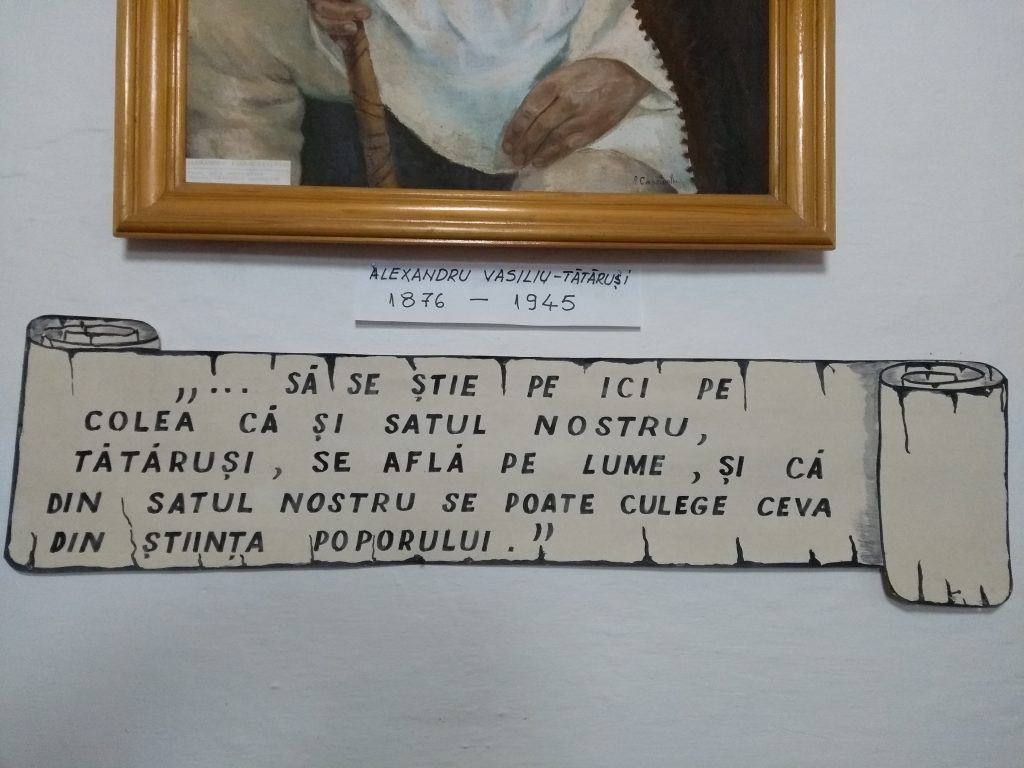 ALEXANDRU VASILIU-TĂTĂRUȘI
1876 — 1945
„... SĂ SE ȘTIE PE ICI PE
COLEA CĂ ȘI SATUL NOSTRU,
TĂTĂRUȘI, SE AFLĂ PE LUME, ȘI CĂ
DIN SATUL NOSTRU SE POATE CULEGE CEVA
DIN ȘTIINȚA POPORULUI.”